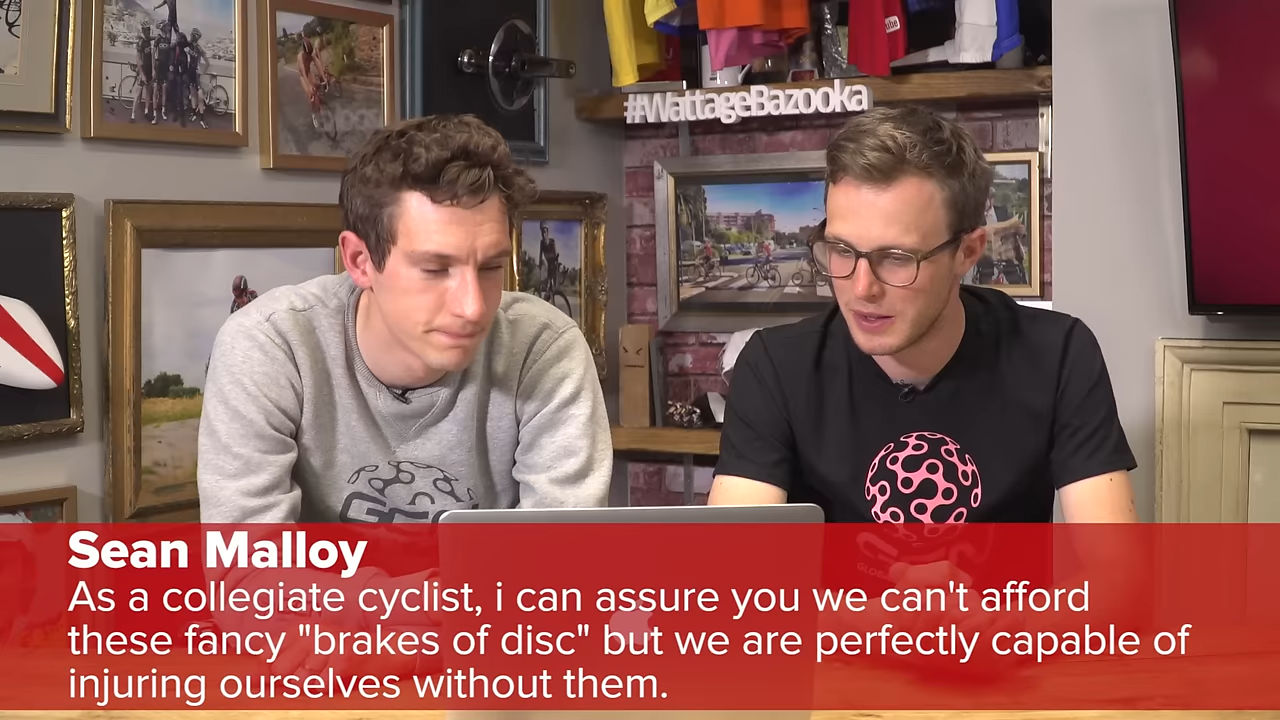 #WattageBazooka
Sean Malloy
As a collegiate cyclist, i can assure you we can't afford
these fancy "brakes of disc" but we are perfectly capable of
injuring ourselves without them.